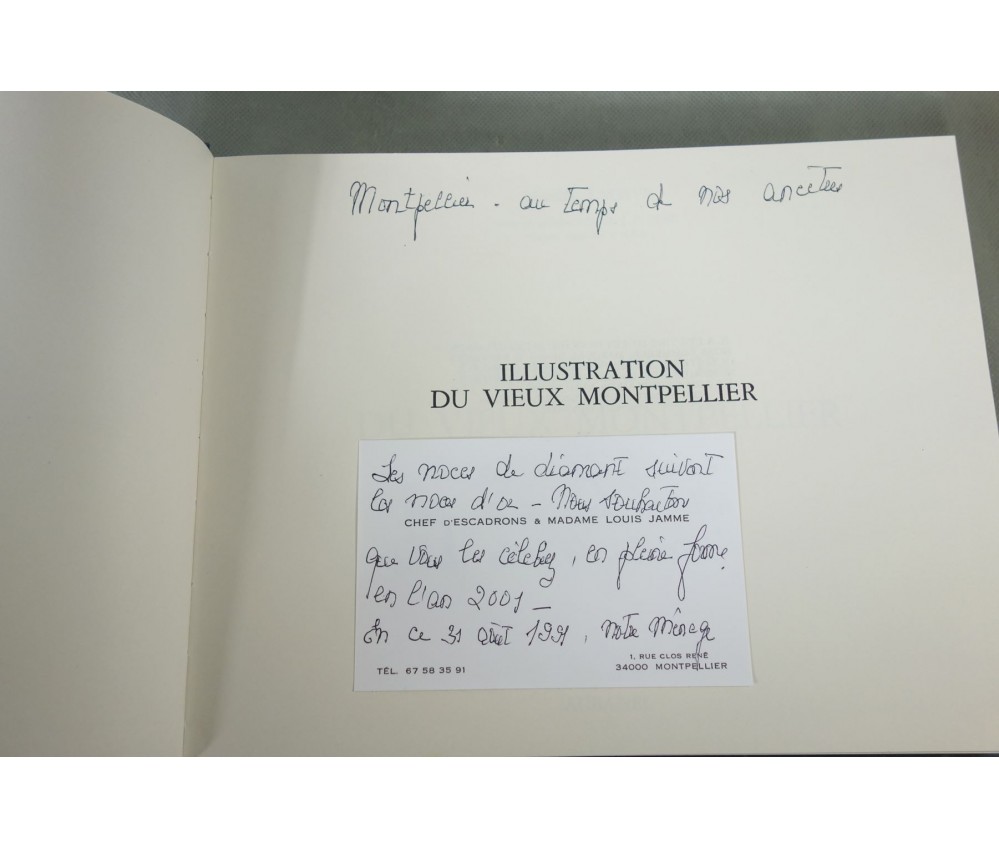 Montpellier - au temps de nos ancêtres
ILLUSTRATION
DU VIEUX MONTPELLIER
Les noces de diamant suivent
les noces d'or - Nous souhaitons
CHEF D'ESCADRONS & MADAME LOUIS JAMME
que vous les célébrez, en pleine forme,
en l'an 2001 -
En ce 31 août 1991, notre Ménage
1. RUE CLOS RENÉ
TÉL. 67 58 35 91
34000 MONTPELLIER